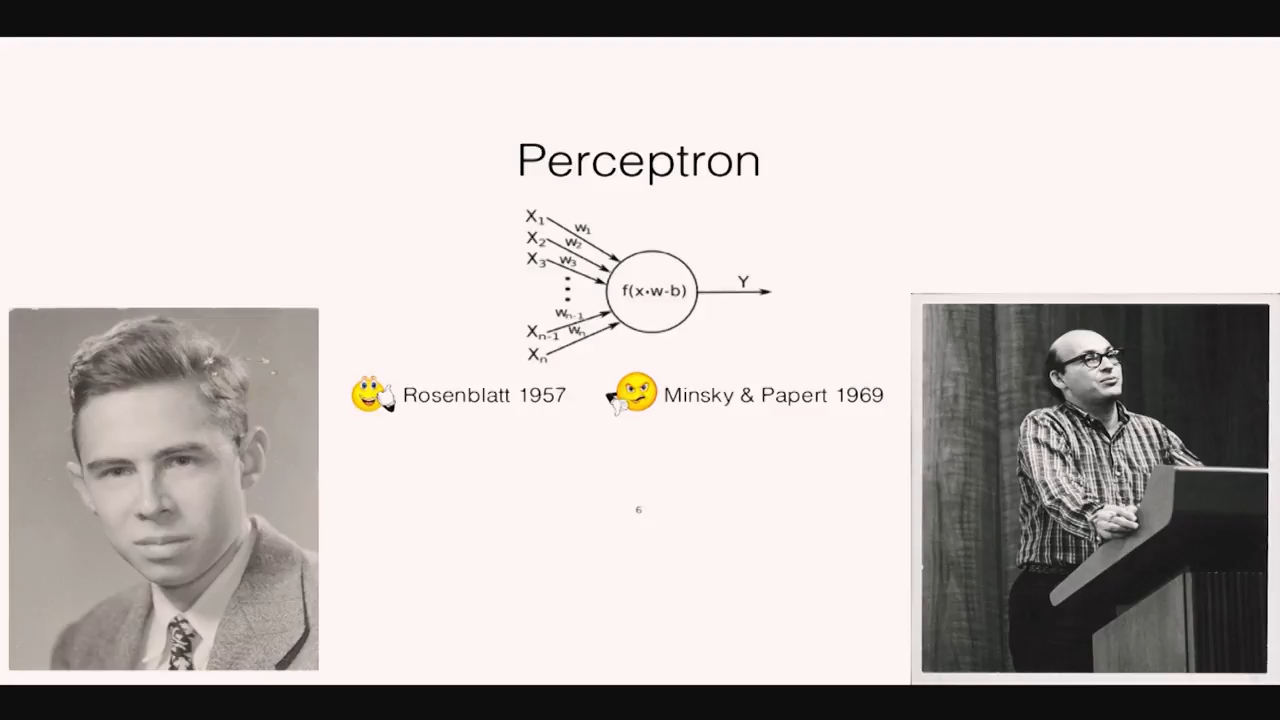 Perceptron
X1
w1
X2
w2
X3
w3
f(x·w-b)
Y
wn-1
Xn-1
wn
Xn
Rosenblatt 1957
Minsky & Papert 1969
6